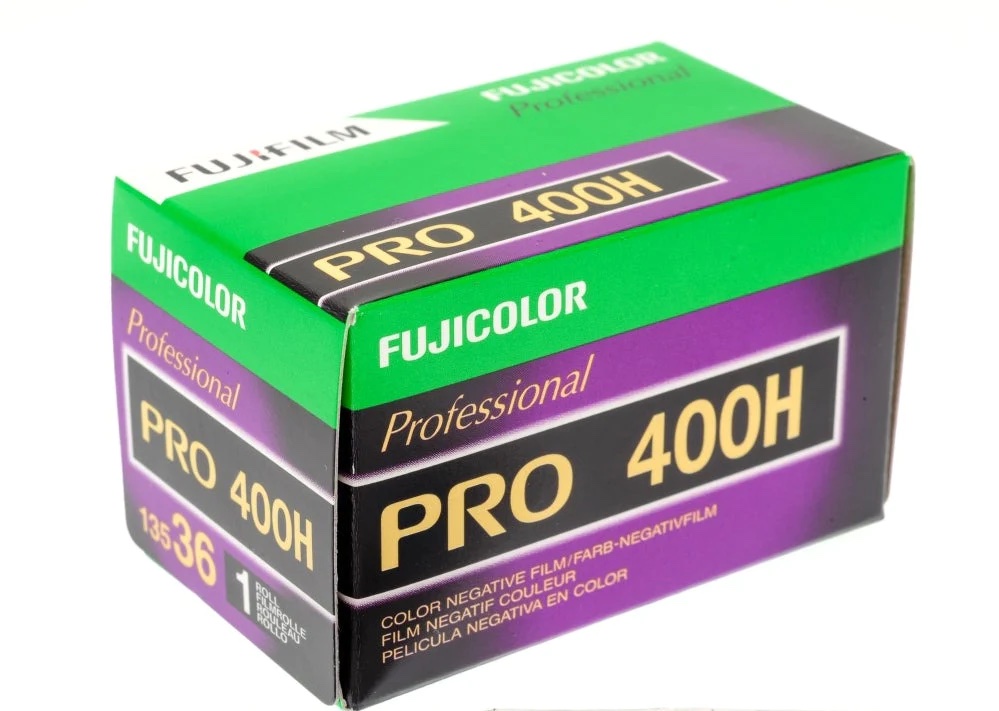 FUJIFILM
FUJICOLOR
Professional
PRO 400H
FUJICOLOR
Professional
PRO 400H
135 36
1
ROLL
FILMROLLE
ROULEAU
ROLLO
FUJICOLOR
Professional
PRO 400H
COLOR NEGATIVE FILM/FARB-NEGATIVFILM
FILM NEGATIF COULEUR
PELICULA NEGATIVA EN COLOR